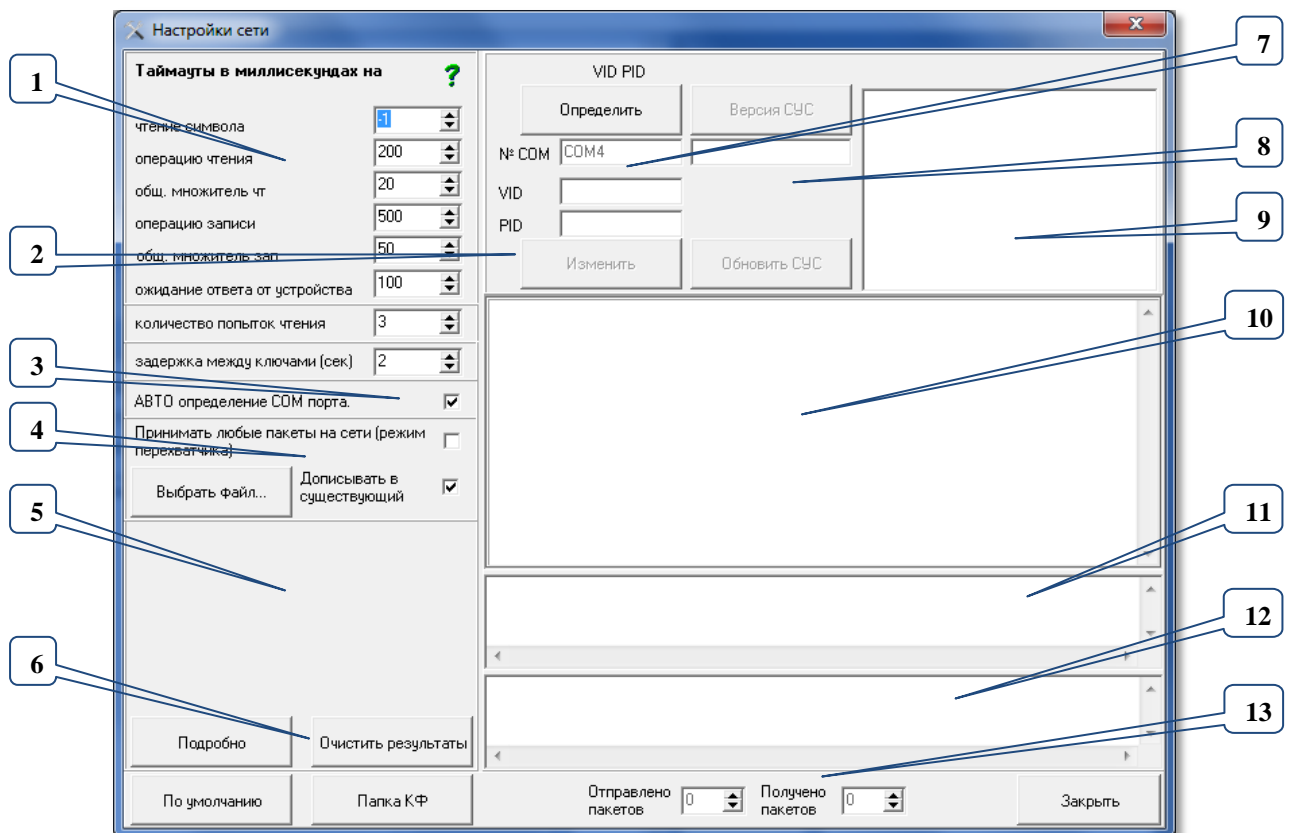 Настройки сети
Таймауты в миллисекундах на
?
чтение символа
-1
операцию чтения
200
общ. множитель чт
20
операцию записи
500
общ. множитель зап
50
ожидание ответа от устройства
100
количество попыток чтения
3
задержка между ключами (сек)
2
АВТО определение COM порта.
Принимать любые пакеты на сети (режим
перехватчика)
Выбрать файл...
Дописывать в
существующий
Подробно
Очистить результаты
По умолчанию
Папка КФ
VID PID
Определить
Версия СУС
№ COM
COM4
VID
PID
Изменить
Обновить СУС
Отправлено
пакетов
0
Получено
пакетов
0
Закрыть
1
2
3
4
5
6
7
8
9
10
11
12
13